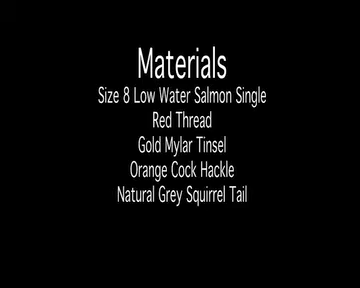 Materials
Size 8 Low Water Salmon Single
Red Thread
Gold Mylar Tinsel
Orange Cock Hackle
Natural Grey Squirrel Tail